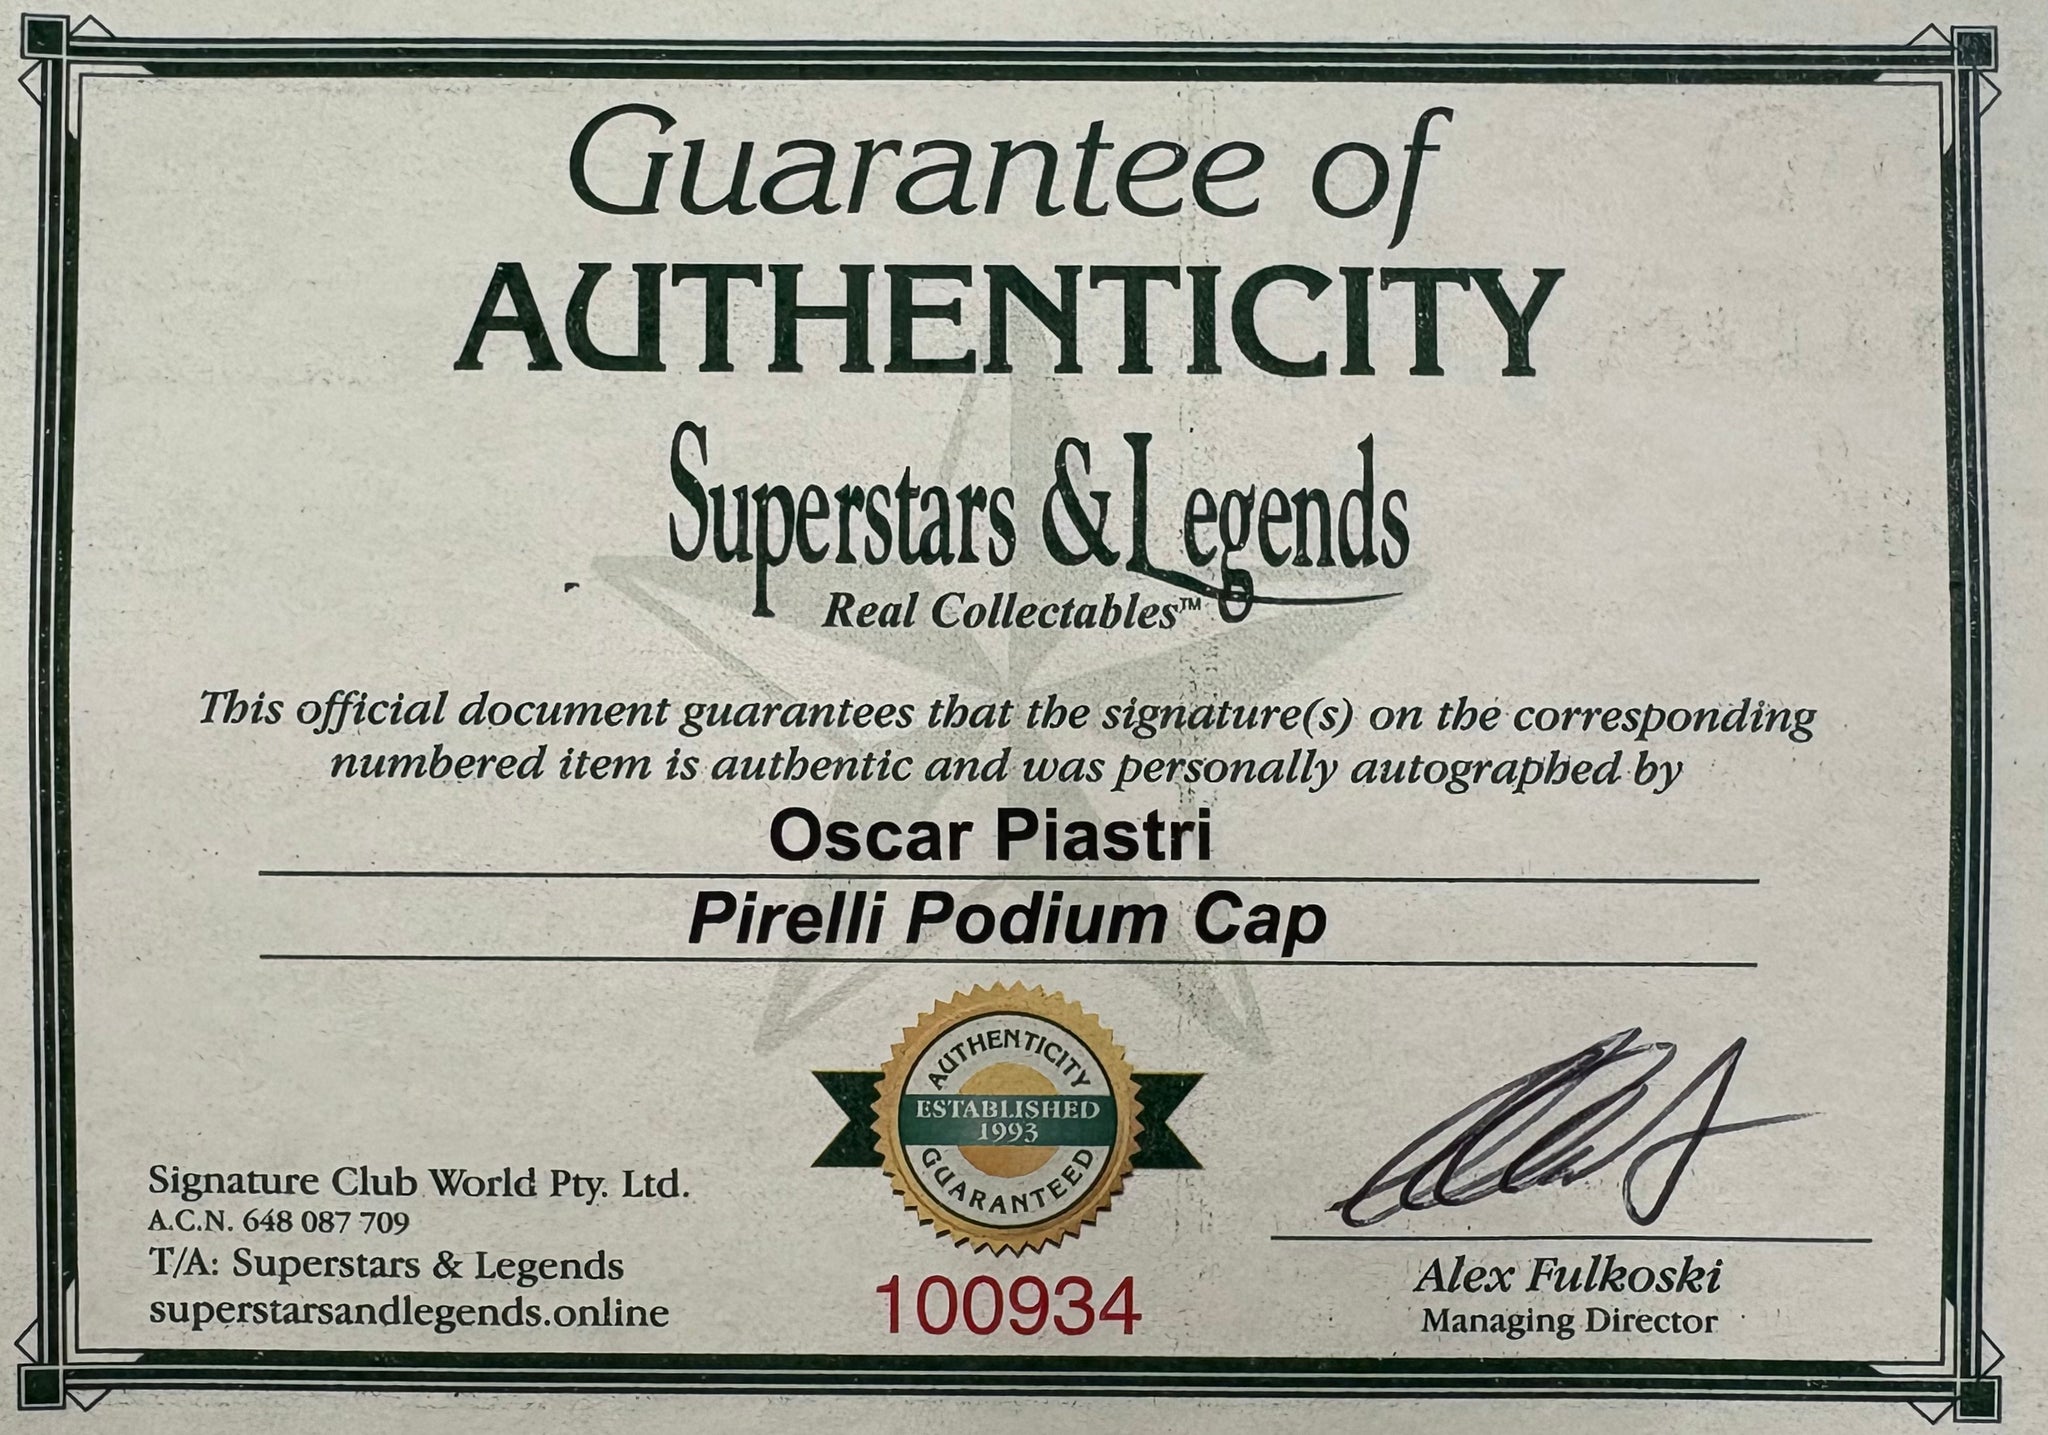 Guarantee of
AUTHENTICITY
Superstars & Legends
Real Collectables™
This official document guarantees that the signature(s) on the corresponding
numbered item is authentic and was personally autographed by
Oscar Piastri
Pirelli Podium Cap
AUTHENTICITY
ESTABLISHED
1993
GUARANTEED
Signature Club World Pty. Ltd.
A.C.N. 648 087 709
T/A: Superstars & Legends
superstarsandlegends.online
100934
Alex Fulkoski
Managing Director